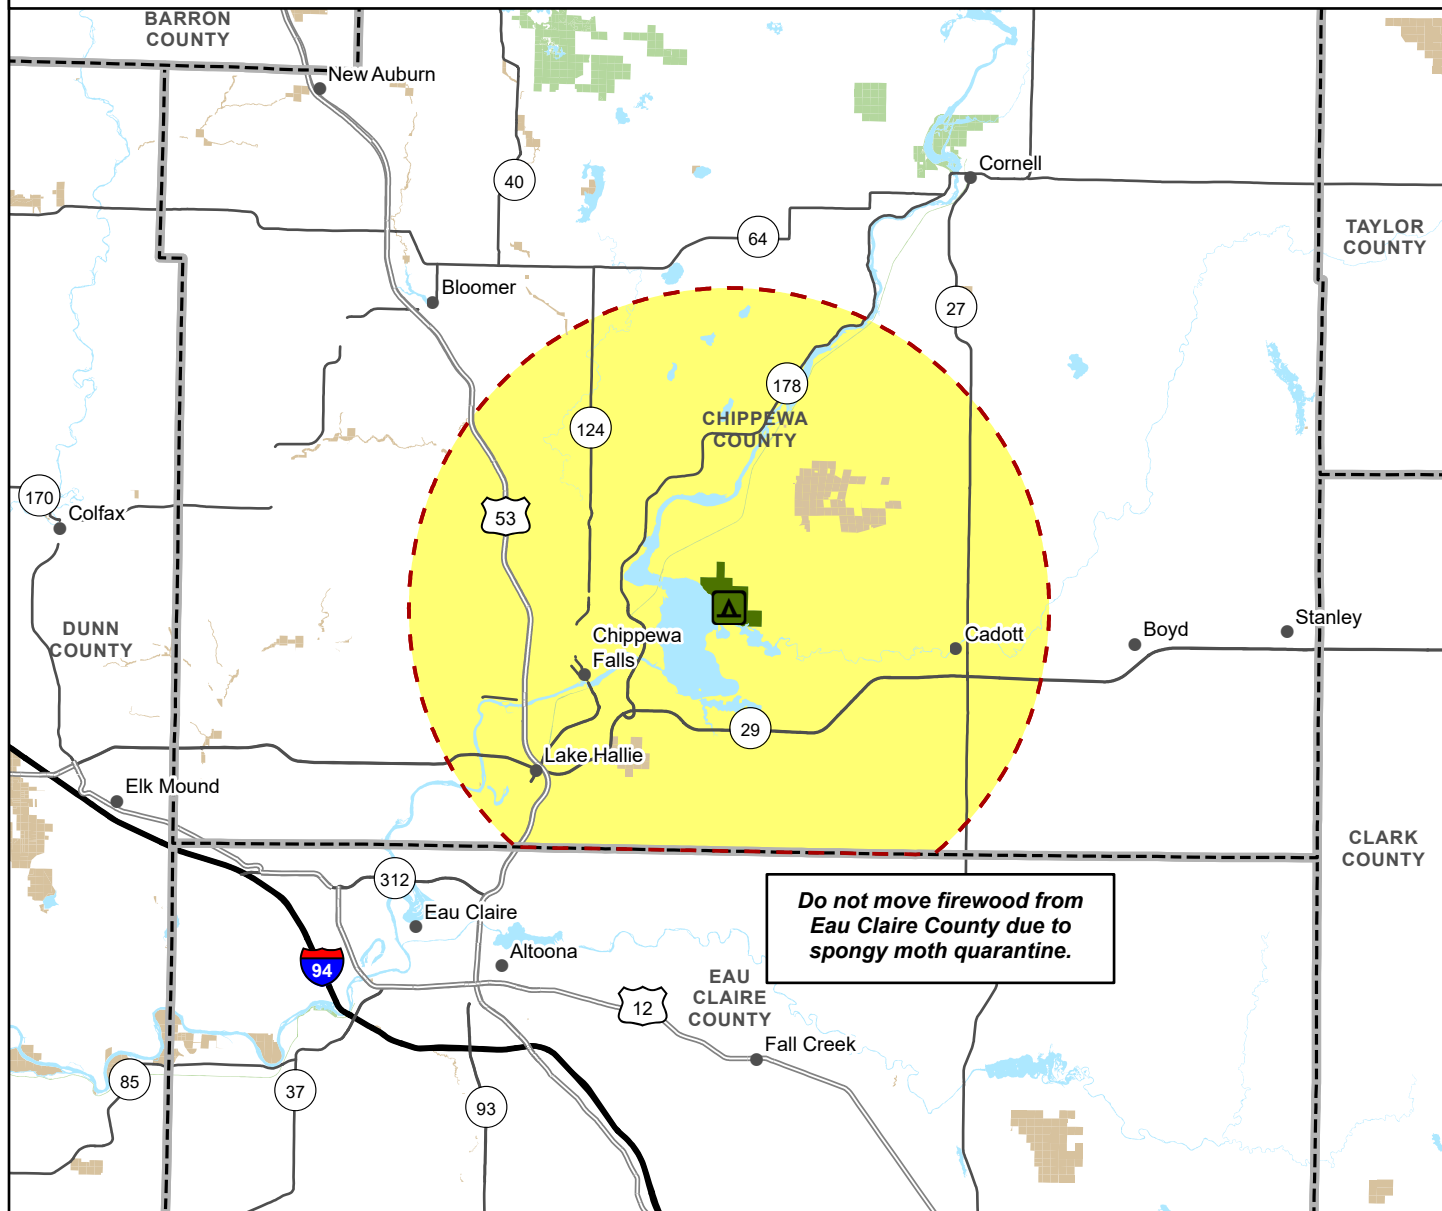 BARRON
COUNTY
New Auburn
Cornell
40
TAYLOR
COUNTY
64
Bloomer
27
178
CHIPPEWA
COUNTY
124
170
Colfax
53
Stanley
Boyd
Cadott
Chippewa
Falls
DUNN
COUNTY
29
Lake Hallie
Elk Mound
CLARK
COUNTY
312
Eau Claire
Do not move firewood from
Eau Claire County due to
spongy moth quarantine.
Altoona
94
EAU
CLAIRE
COUNTY
12
Fall Creek
85
37
93